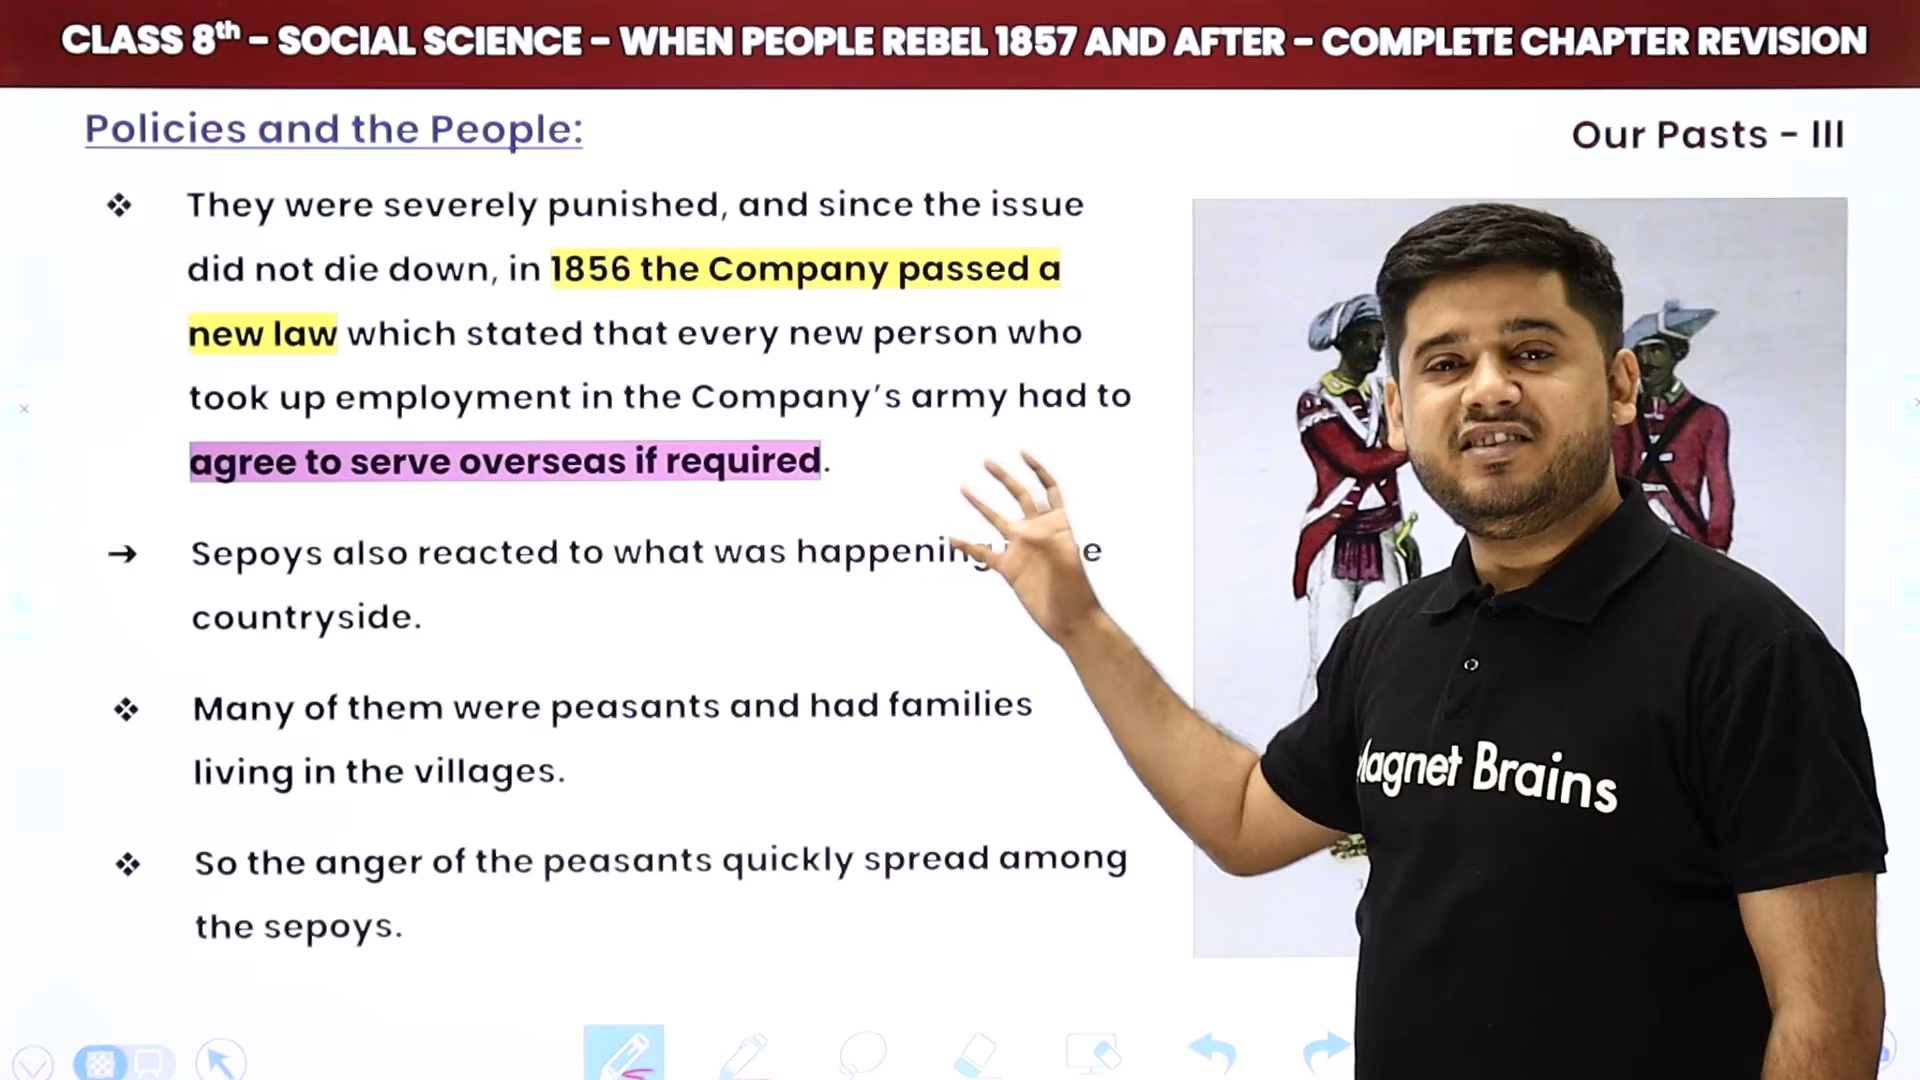 CLASS 8th – SOCIAL SCIENCE – WHEN PEOPLE REBEL 1857 AND AFTER – COMPLETE CHAPTER REVISION
Policies and the People:
Our Pasts – III
They were severely punished, and since the issue
did not die down, in 1856 the Company passed a
new law which stated that every new person who
took up employment in the Company's army had to
agree to serve overseas if required.
Sepoys also reacted to what was happening
countryside.
Many of them were peasants and had families
living in the villages.
So the anger of the peasants quickly spread among
the sepoys.
Magnet Brains